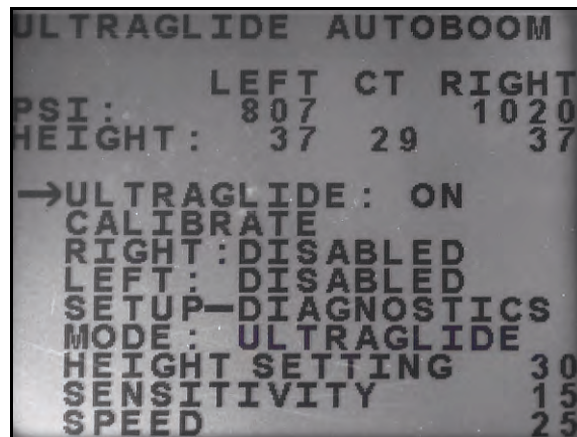 ULTRAGLIDE AUTOBOOM
LEFT CT RIGHT
PSI: 807 1020
HEIGHT: 37 29 37
→ULTRAGLIDE: ON
CALIBRATE
RIGHT:DISABLED
LEFT: DISABLED
SETUP-DIAGNOSTICS
MODE: ULTRAGLIDE
HEIGHT SETTING 30
SENSITIVITY 15
SPEED 25